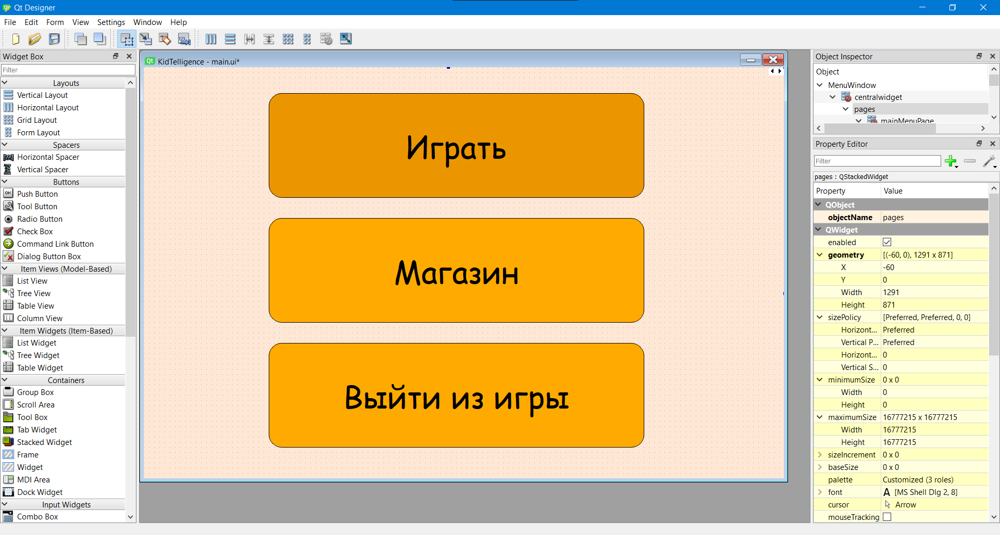 Qt Designer
File Edit Form View Settings Window Help
Widget Box
Filter
Layouts
Vertical Layout
Horizontal Layout
Grid Layout
Form Layout
Spacers
Horizontal Spacer
Vertical Spacer
Buttons
Push Button
Tool Button
Radio Button
Check Box
Command Link Button
Dialog Button Box
Item Views (Model-Based)
List View
Tree View
Table View
Column View
Item Widgets (Item-Based)
List Widget
Tree Widget
Table Widget
Containers
Group Box
Scroll Area
Tool Box
Tab Widget
Stacked Widget
Frame
Widget
MDI Area
Dock Widget
Input Widgets
Combo Box
Qt KidTelligence - main.ui*
Играть
Магазин
Выйти из игры
Object Inspector
Object
MenuWindow
centralwidget
pages
mainMenuPage
Property Editor
Filter
pages : QStackedWidget
Property Value
QObject
objectName pages
QWidget
enabled
geometry [(-60, 0), 1291 x 871]
X -60
Y 0
Width 1291
Height 871
sizePolicy [Preferred, Preferred, 0, 0]
Horizont... Preferred
Vertical P... Preferred
Horizont... 0
Vertical S... 0
minimumSize 0 x 0
Width 0
Height 0
maximumSize 16777215 x 16777215
Width 16777215
Height 16777215
sizeIncrement 0 x 0
baseSize 0 x 0
palette Customized (3 roles)
font A [MS Shell Dlg 2, 8]
cursor Arrow
mouseTracking